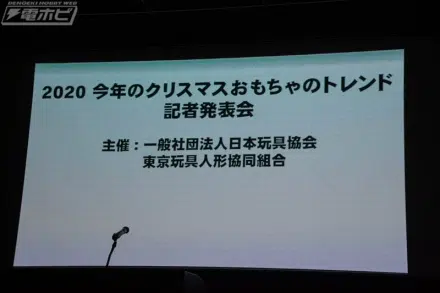 DENGEKI HOBBY WEB
電ホビ
2020 今年のクリスマスおもちゃのトレンド
記者発表会
主催：一般社団法人日本玩具協会
東京玩具人形協同組合